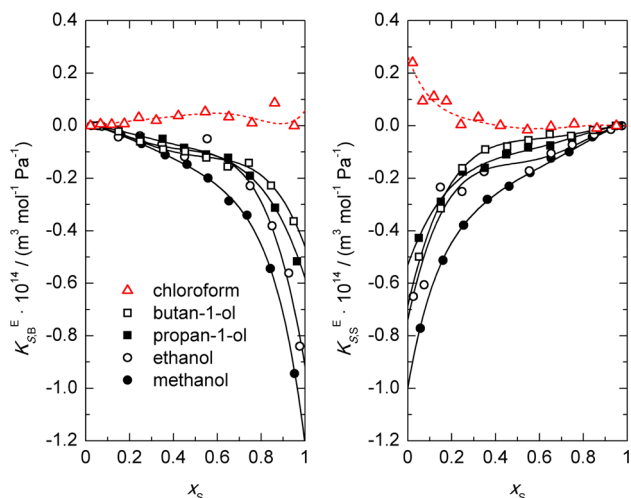 0.4
0.2
0.0
-0.2
-0.4
-0.6
-0.8
-1.0
-1.2
0 0.2 0.4 0.6 0.8 1
x_S
K_{S,B}^E · 10^14 / (m^3 mol^-1 Pa^-1)
chloroform
butan-1-ol
propan-1-ol
ethanol
methanol
0.4
0.2
0.0
-0.2
-0.4
-0.6
-0.8
-1.0
-1.2
0 0.2 0.4 0.6 0.8 1
x_S
K_{S,S}^E · 10^14 / (m^3 mol^-1 Pa^-1)